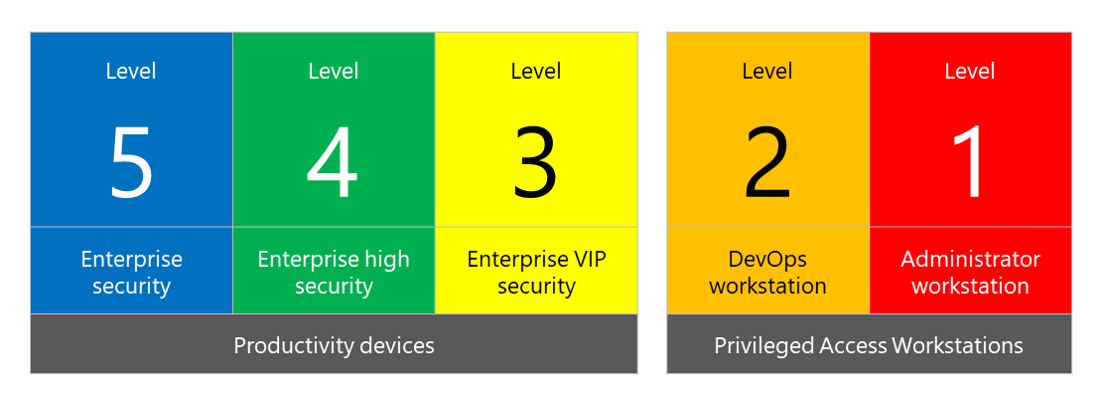 Level
5
Enterprise
security
Level
4
Enterprise high
security
Level
3
Enterprise VIP
security
Productivity devices
Level
2
DevOps
workstation
Level
1
Administrator
workstation
Privileged Access Workstations